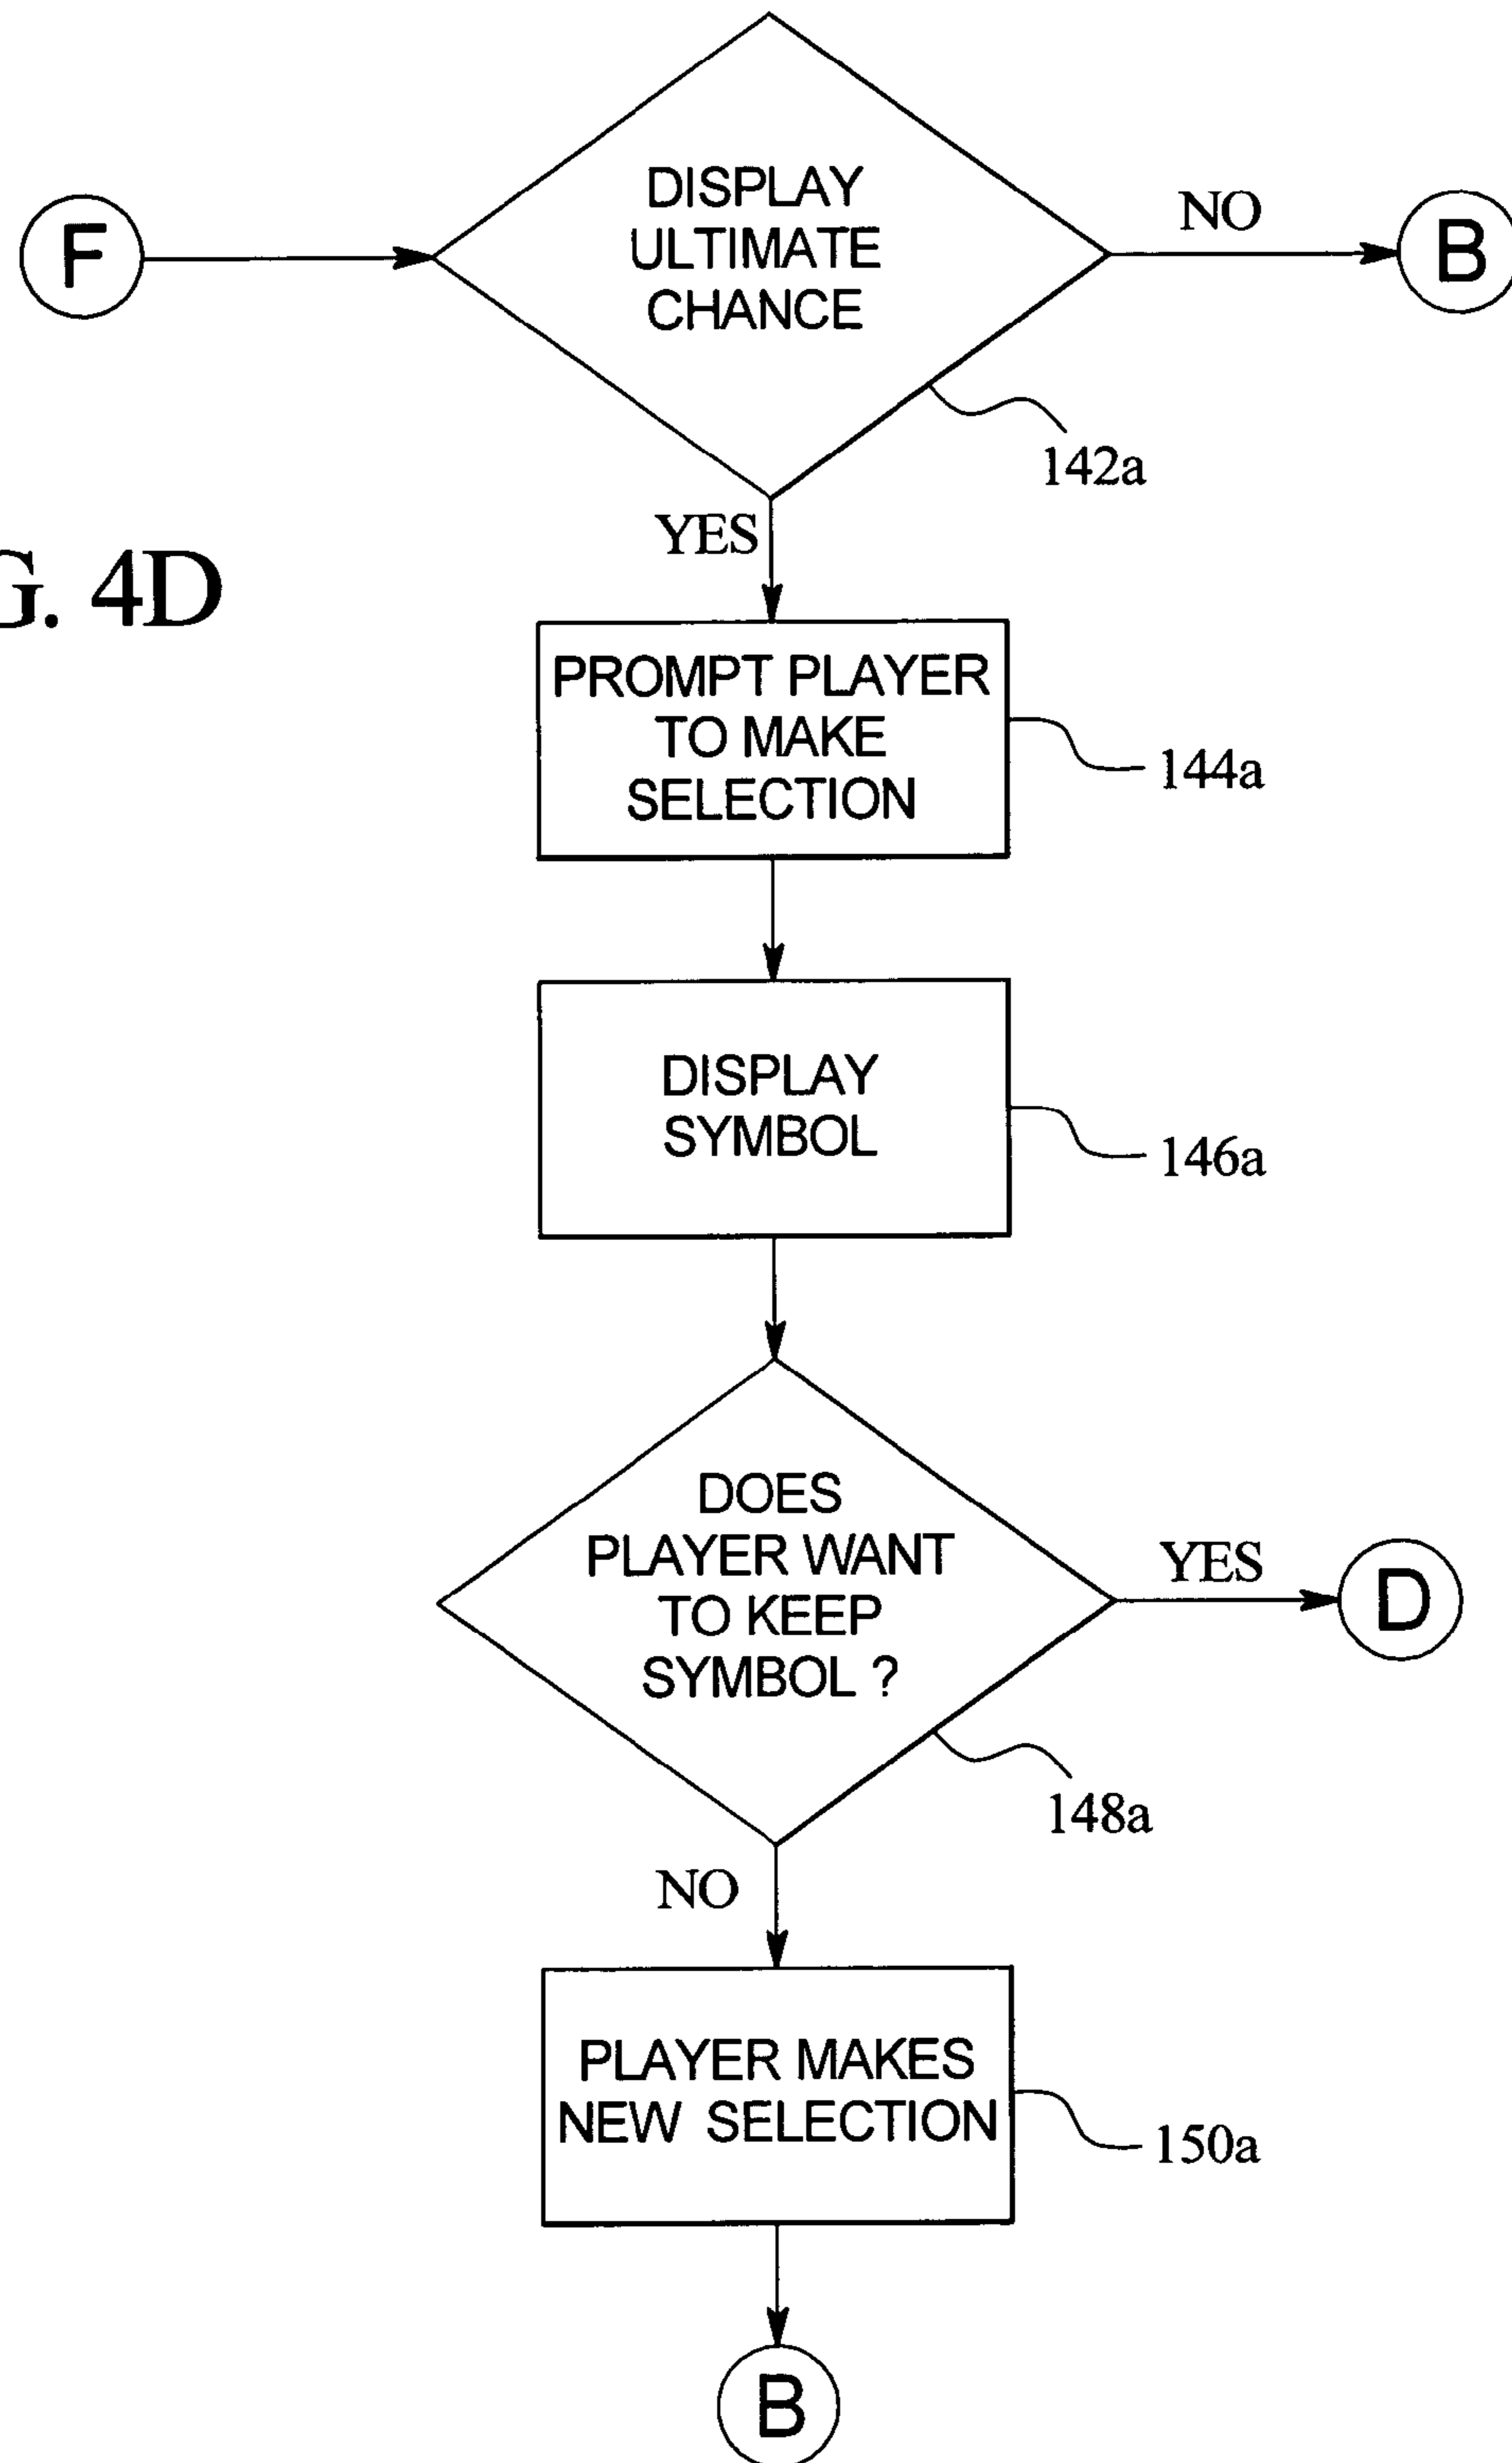 DISPLAY
ULTIMATE
CHANCE
F
NO
B
142a
YES
G. 4D
PROMPT PLAYER
TO MAKE
SELECTION
144a
DISPLAY
SYMBOL
146a
DOES
PLAYER WANT
TO KEEP
SYMBOL ?
YES
D
148a
NO
PLAYER MAKES
NEW SELECTION
150a
B